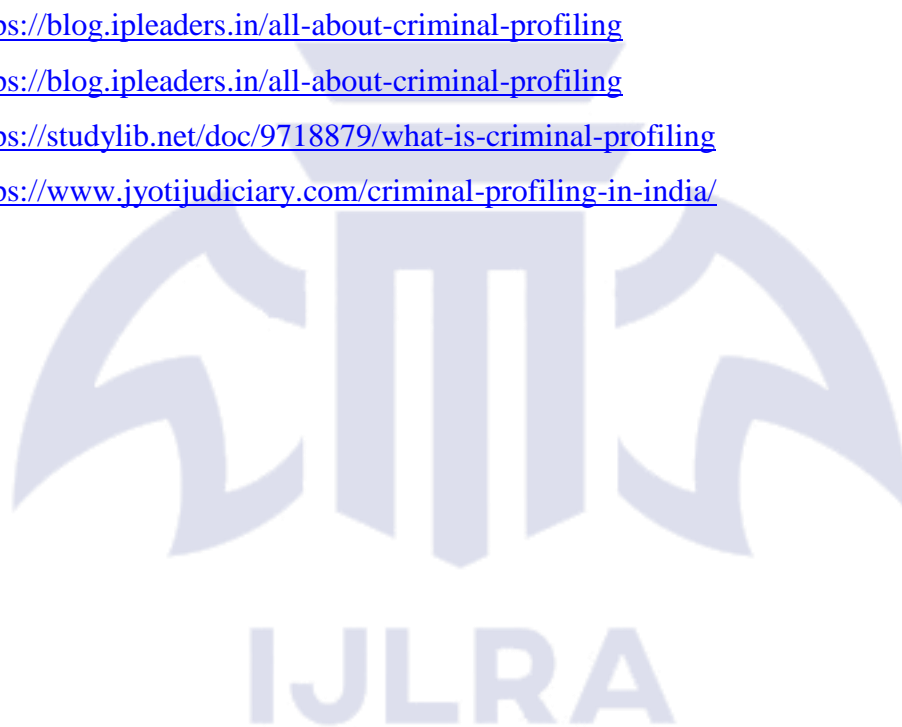 ps://blog.ipleaders.in/all-about-criminal-profiling
ps://blog.ipleaders.in/all-about-criminal-profiling
ps://studylib.net/doc/9718879/what-is-criminal-profiling
ps://www.jyotijudiciary.com/criminal-profiling-in-india/
IJLRA